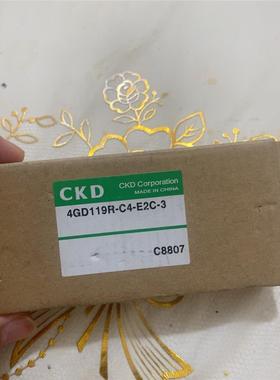 CKD
CKD Corporation
MADE IN CHINA
4GD119R-C4-E2C-3
C8807